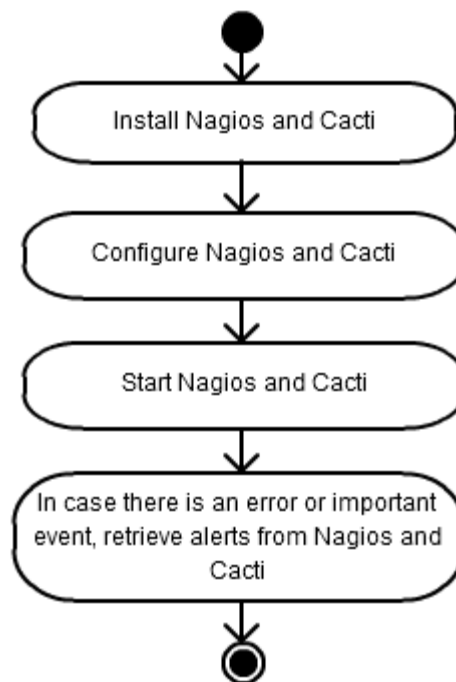 Install Nagios and Cacti
Configure Nagios and Cacti
Start Nagios and Cacti
In case there is an error or important
event, retrieve alerts from Nagios and
Cacti